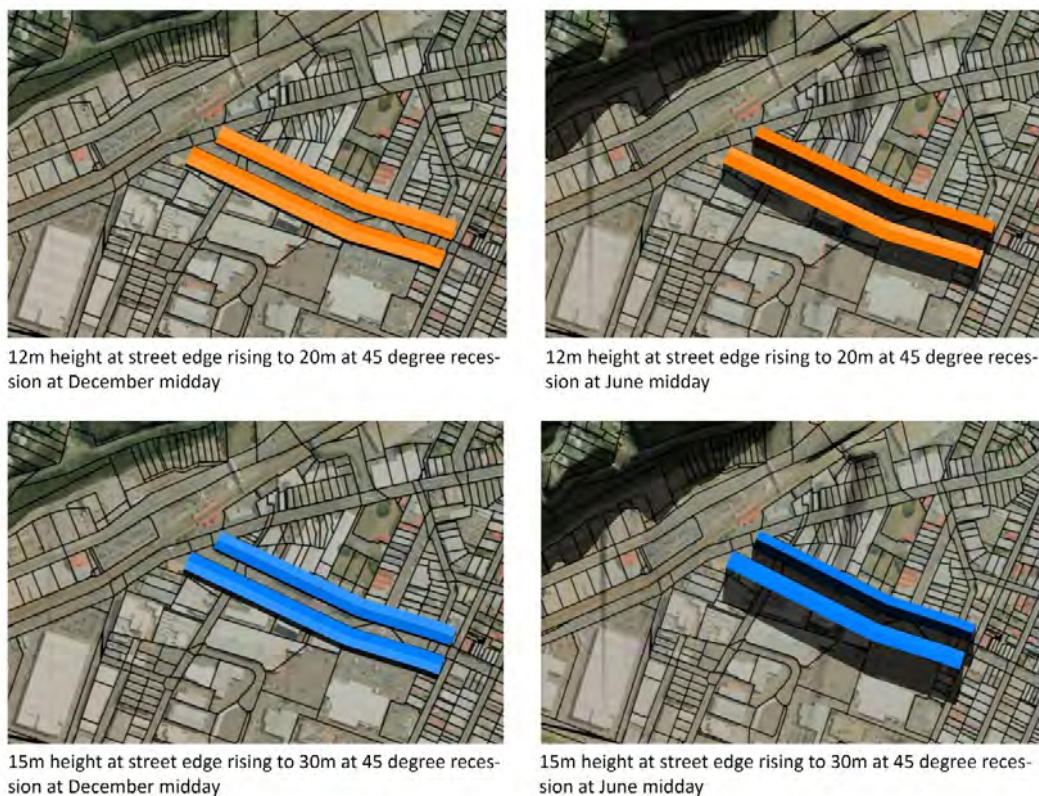 12m height at street edge rising to 20m at 45 degree reces-
sion at December midday
12m height at street edge rising to 20m at 45 degree reces-
sion at June midday
15m height at street edge rising to 30m at 45 degree reces-
sion at December midday
15m height at street edge rising to 30m at 45 degree reces-
sion at June midday